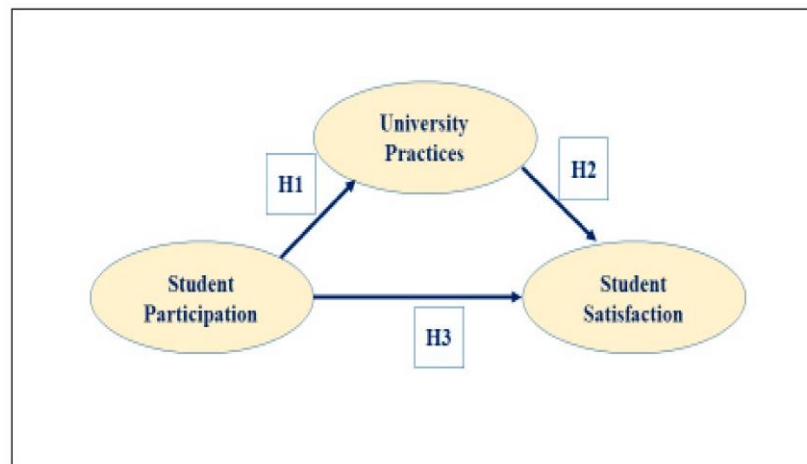 University
Practices
H1
H2
Student
Participation
Student
Satisfaction
H3